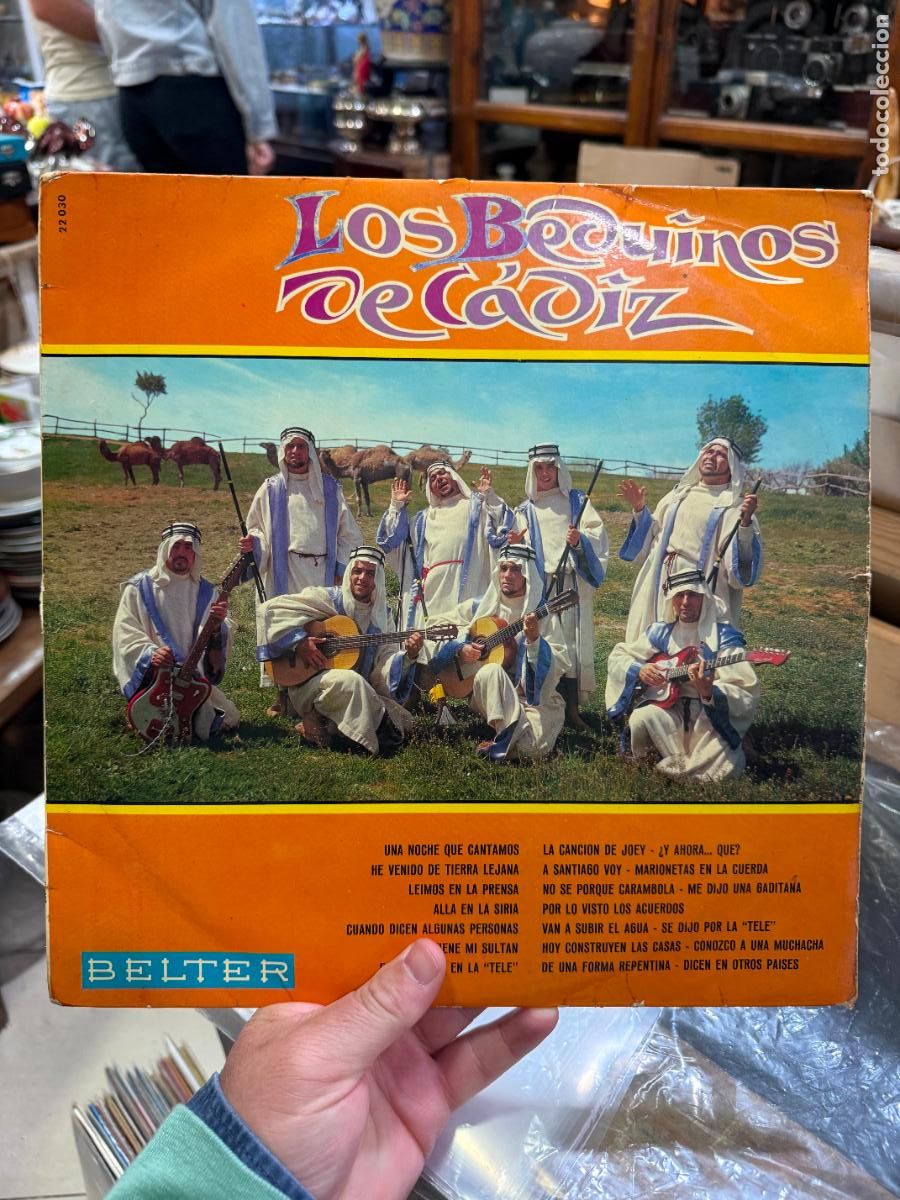 22 030
Los Beduinos
de Cádiz
UNA NOCHE QUE CANTAMOS
HE VENIDO DE TIERRA LEJANA
LEIMOS EN LA PRENSA
ALLA EN LA SIRIA
CUANDO DICEN ALGUNAS PERSONAS
MI SULTAN
EN LA "TELE"
LA CANCION DE JOEY - ¿Y AHORA... QUE?
A SANTIAGO VOY - MARIONETAS EN LA CUERDA
NO SE PORQUE CARAMBOLA - ME DIJO UNA GADITANA
POR LO VISTO LOS ACUERDOS
VAN A SUBIR EL AGUA - SE DIJO POR LA "TELE"
HOY CONSTRUYEN LAS CASAS - CONOZCO A UNA MUCHACHA
DE UNA FORMA REPENTINA - DICEN EN OTROS PAISES
BELTER
todocoleccion